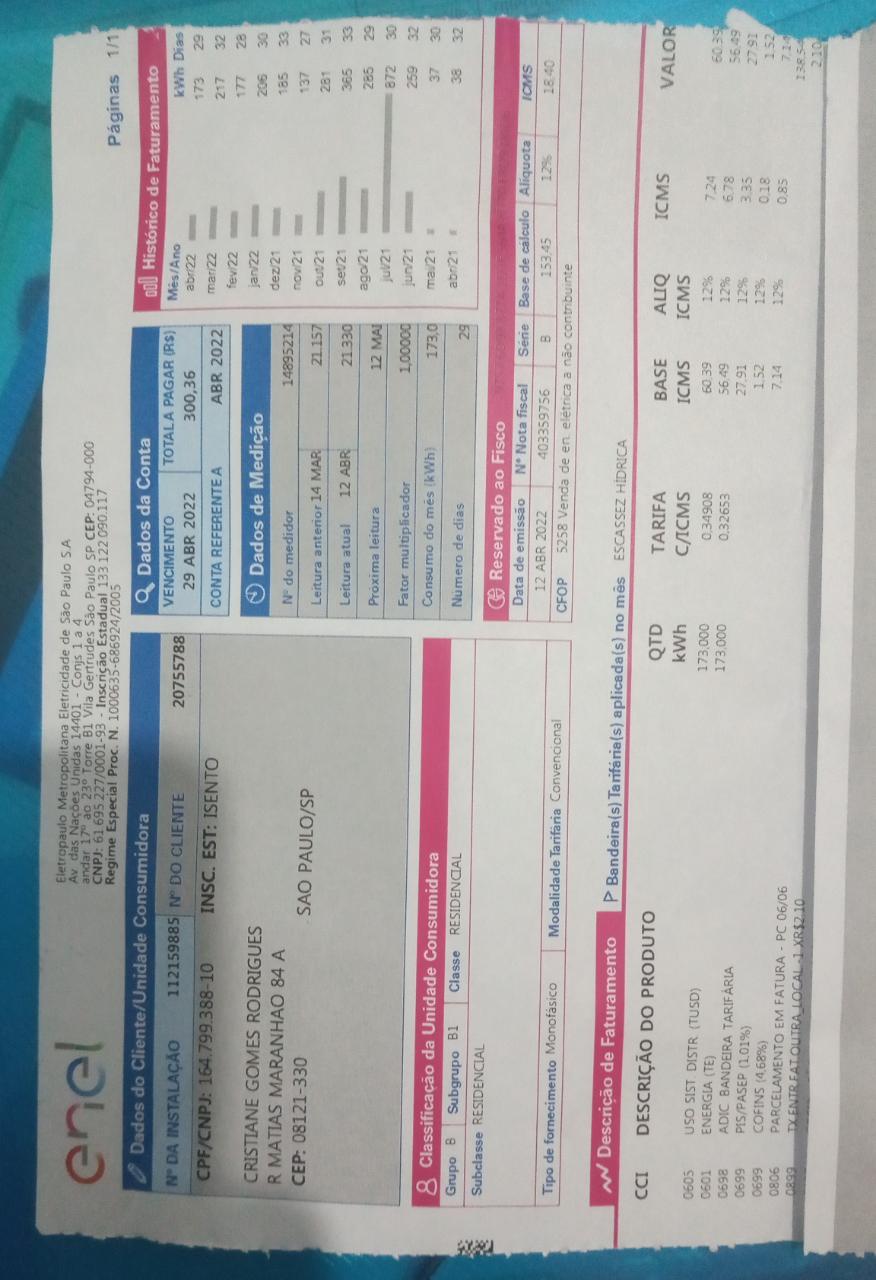 enel
Eletropaulo Metropolitana Eletricidade de São Paulo S.A
Av. das Nações Unidas 14401 - Conjs 1 a 4
andar 17º ao 23º Torre B1 Vila Gertrudes São Paulo SP CEP: 04794-000
CNPJ: 61.695.227/0001-93 - Inscrição Estadual 133.122.090.117
Regime Especial Proc. N. 1000635-686924/2005
Páginas 1/1
Dados do Cliente/Unidade Consumidora
Nº DA INSTALAÇÃO 112159885 Nº DO CLIENTE 20755788
CPF/CNPJ: 164.799.388-10 INSC. EST: ISENTO
CRISTIANE GOMES RODRIGUES
R MATIAS MARANHAO 84 A
CEP: 08121-330 SAO PAULO/SP
Dados da Conta
VENCIMENTO TOTAL A PAGAR (R$)
29 ABR 2022 300,36
CONTA REFERENTE A ABR 2022
Dados de Medição
Nº do medidor 14895214
Leitura anterior 14 MAR 21.157
Leitura atual 12 ABR 21.330
Próxima leitura 12 MAI
Fator multiplicador 1,00000
Consumo do mês (kWh) 173,0
Número de dias 29
Histórico de Faturamento
Mês/Ano kWh Dias
abr/22 173 29
mar/22 217 32
fev/22 177 28
jan/22 206 30
dez/21 185 33
nov/21 137 27
out/21 281 31
set/21 365 33
ago/21 285 29
jul/21 872 30
jun/21 259 32
mai/21 37 30
abr/21 38 32
Classificação da Unidade Consumidora
Grupo B Subgrupo B1 Classe RESIDENCIAL
Subclasse RESIDENCIAL
Tipo de fornecimento Monofásico Modalidade Tarifária Convencional
Reservado ao Fisco
Data de emissão Nº Nota fiscal Série Base de cálculo Alíquota ICMS
12 ABR 2022 403359756 B 153,45 12% 18,40
CFOP 5258 Venda de en. elétrica a não contribuinte
Descrição de Faturamento
Bandeira(s) Tarifária(s) aplicada(s) no mês ESCASSEZ HÍDRICA
CCI DESCRIÇÃO DO PRODUTO QTD kWh TARIFA C/ICMS BASE ICMS ALIQ ICMS ICMS VALOR
0605 USO SIST. DISTR. (TUSD) 173,000 0,34908 60.39 12% 7.24 60.39
0601 ENERGIA (TE) 173,000 0,32653 56.49 12% 6.78 56.49
0698 ADIC. BANDEIRA TARIFÁRIA 27.91 12% 3.35 27.91
0699 PIS/PASEP (1,01%) 1.52 12% 0.18 1.52
0699 COFINS (4,68%) 7.14 12% 0.85 7.14
0806 PARCELAMENTO EM FATURA - PC 06/06
0899 TX.ENTR.FAT.OUTRA LOCAL -1 XR$2,10 2.10